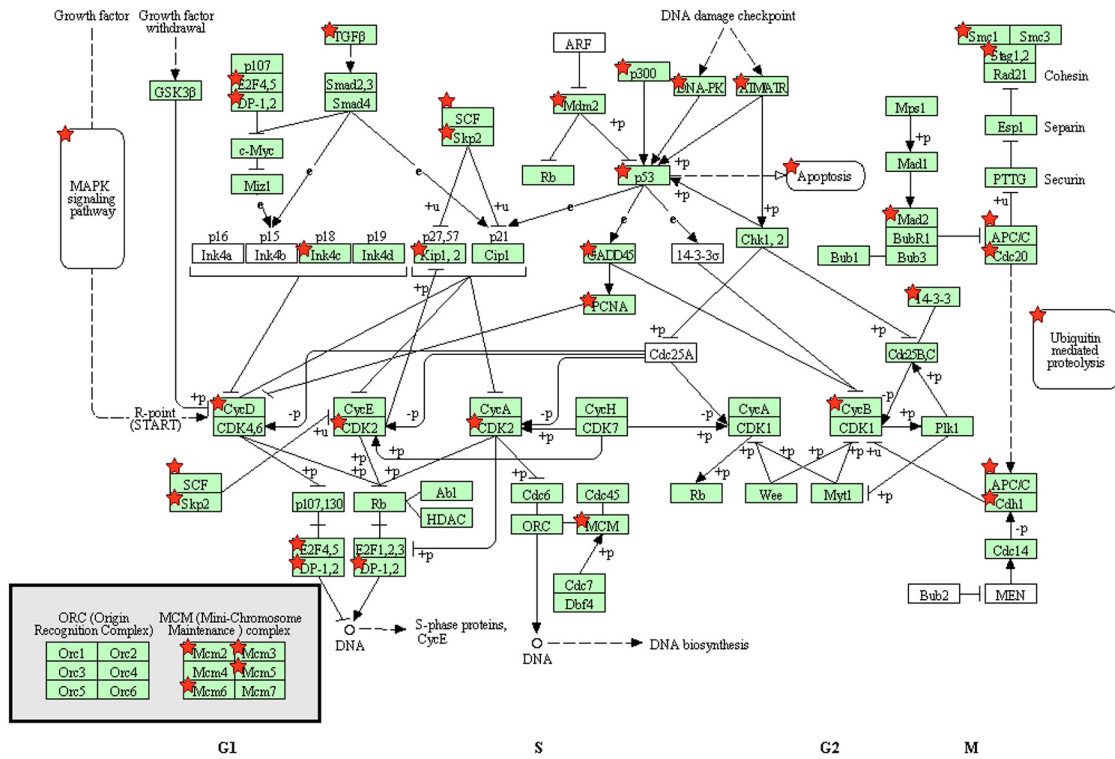 Growth factor
Growth factor
withdrawal
DNA damage checkpoint
TGFβ
ARF
Smc1
Smc3
Stag1,2
Rad21
Cohesin
p107
E2F4,5
DP-1,2
GSK3β
Smad2,3
Smad4
p300
DNA-PK
ATMATR
Mdm2
+p
SCF
Skp2
Mps1
+p
Esp1
Separin
c-Myc
Mad1
Miz1
Rb
p53
+p
Apoptosis
PTTG
Securin
MAPK
signaling
pathway
e
e
e
+u
+u
e
e
e
+p
+p
+u
Mad2
BubR1
Bub3
Bub1
APC/C
Cdc20
p16
Ink4a
p15
Ink4b
p18
Ink4c
p19
Ink4d
p27,57
Kip1, 2
p21
Cip1
GADD45
14-3-3σ
Chk1, 2
+p
PCNA
14-3-3
Ubiquitin
mediated
proteolysis
+p
Cdc25A
+p
Cdc25B,C
R-point
(START)
+p
CycD
CDK4,6
-p
CycE
CDK2
-p
CycA
CDK2
-p
+p
CycH
CDK7
-p
+p
CycA
CDK1
CycB
CDK1
-p
+p
+p
Plk1
+u
+p
+p
+p
+p
+p
+p
+p
+p
+u
SCF
Skp2
p107,130
Rb
Abl
HDAC
Cdc6
Cdc45
ORC
MCM
Rb
Wee
Myt1
+p
APC/C
Cdh1
-p
Cdc14
E2F4,5
DP-1,2
E2F1,2,3
DP-1,2
+p
+p
Cdc7
Dbf4
Bub2
MEN
DNA
S-phase proteins,
CycE
DNA
DNA biosynthesis
ORC (Origin
Recognition Complex)
MCM (Mini-Chromosome
Maintenance ) complex
Orc1
Orc2
Mcm2
Mcm3
Orc3
Orc4
Mcm4
Mcm5
Orc5
Orc6
Mcm6
Mcm7
G1
S
G2
M